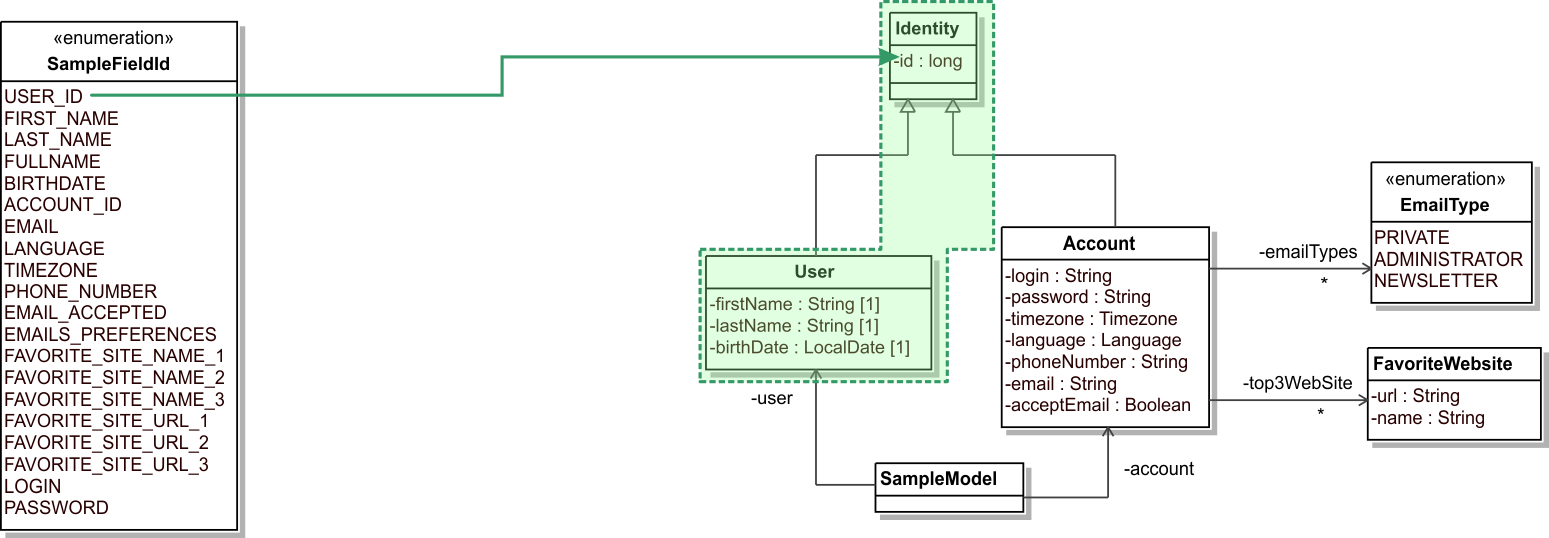 «enumeration»
SampleFieldId
USER_ID
FIRST_NAME
LAST_NAME
FULLNAME
BIRTHDATE
ACCOUNT_ID
EMAIL
LANGUAGE
TIMEZONE
PHONE_NUMBER
EMAIL_ACCEPTED
EMAILS_PREFERENCES
FAVORITE_SITE_NAME_1
FAVORITE_SITE_NAME_2
FAVORITE_SITE_NAME_3
FAVORITE_SITE_URL_1
FAVORITE_SITE_URL_2
FAVORITE_SITE_URL_3
LOGIN
PASSWORD
Identity
-id : long
User
-firstName : String [1]
-lastName : String [1]
-birthDate : LocalDate [1]
-user
SampleModel
-account
Account
-login : String
-password : String
-timezone : Timezone
-language : Language
-phoneNumber : String
-email : String
-acceptEmail : Boolean
-emailTypes
*
-top3WebSite
*
«enumeration»
EmailType
PRIVATE
ADMINISTRATOR
NEWSLETTER
FavoriteWebsite
-url : String
-name : String